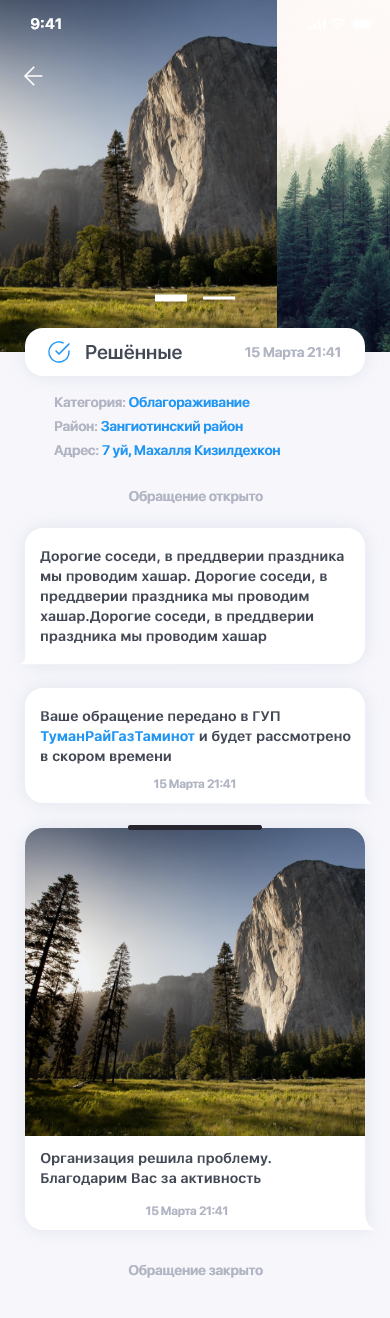 9:41
Решённые 15 Марта 21:41
Категория: Облагораживание
Район: Зангиотинский район
Адрес: 7 уй, Махалля Кизилдехкон
Обращение открыто
Дорогие соседи, в преддверии праздника
мы проводим хашар. Дорогие соседи, в
преддверии праздника мы проводим
хашар.Дорогие соседи, в преддверии
праздника мы проводим хашар
Ваше обращение передано в ГУП
ТуманРайГазТаминот и будет рассмотрено
в скором времени
15 Марта 21:41
Организация решила проблему.
Благодарим Вас за активность
15 Марта 21:41
Обращение закрыто